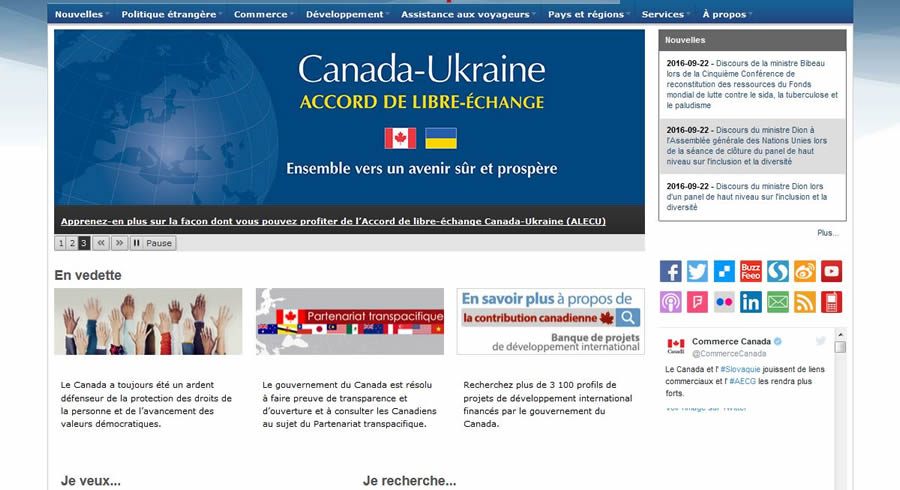 Nouvelles Politique étrangère Commerce Développement Assistance aux voyageurs Pays et régions Services À propos
Canada-Ukraine
ACCORD DE LIBRE-ÉCHANGE
Ensemble vers un avenir sûr et prospère
Apprenez-en plus sur la façon dont vous pouvez profiter de l'Accord de libre-échange Canada-Ukraine (ALECU)
1 2 3 « » Pause
Nouvelles
2016-09-22 - Discours de la ministre Bibeau
lors de la Cinquième Conférence de
reconstitution des ressources du Fonds
mondial de lutte contre le sida, la tuberculose et
le paludisme
2016-09-22 - Discours du ministre Dion à
l'Assemblée générale des Nations Unies lors
de la séance de clôture du panel de haut
niveau sur l'inclusion et la diversité
2016-09-22 - Discours du ministre Dion lors
d'un panel de haut niveau sur l'inclusion et la
diversité
Plus...
En vedette
Partenariat transpacifique
En savoir plus à propos de
la contribution canadienne
Banque de projets
de développement international
Le Canada a toujours été un ardent
défenseur de la protection des droits de
la personne et de l'avancement des
valeurs démocratiques.
Le gouvernement du Canada est résolu
à faire preuve de transparence et
d'ouverture et à consulter les Canadiens
au sujet du Partenariat transpacifique.
Recherchez plus de 3 100 profils de
projets de développement international
financés par le gouvernement du
Canada.
BuzzFeed
Canada
Commerce Canada
@CommerceCanada
Le Canada et l' #Slovaquie jouissent de liens
commerciaux et l' #AECG les rendra plus
forts.
Voir l'image sur Twitter
Je veux...
Je recherche...